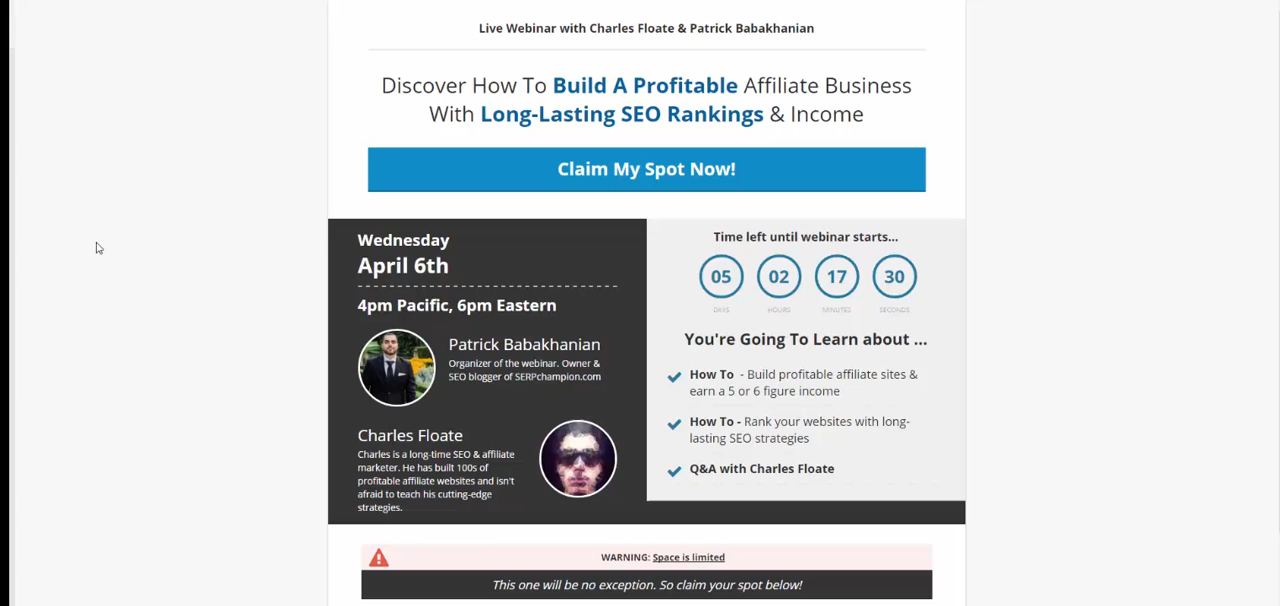 Live Webinar with Charles Floate & Patrick Babakhanian
Discover How To Build A Profitable Affiliate Business
With Long-Lasting SEO Rankings & Income
Claim My Spot Now!
Wednesday
April 6th
4pm Pacific, 6pm Eastern
Patrick Babakhanian
Organizer of the webinar. Owner &
SEO blogger of SERPchampion.com
Charles Floate
Charles is a long-time SEO & affiliate
marketer. He has built 100s of
profitable affiliate websites and isn't
afraid to teach his cutting-edge
strategies.
Time left until webinar starts...
05 02 17 30
DAYS HOURS MINUTES SECONDS
You're Going To Learn about ...
How To - Build profitable affiliate sites &
earn a 5 or 6 figure income
How To - Rank your websites with long-
lasting SEO strategies
Q&A with Charles Floate
WARNING: Space is limited
This one will be no exception. So claim your spot below!